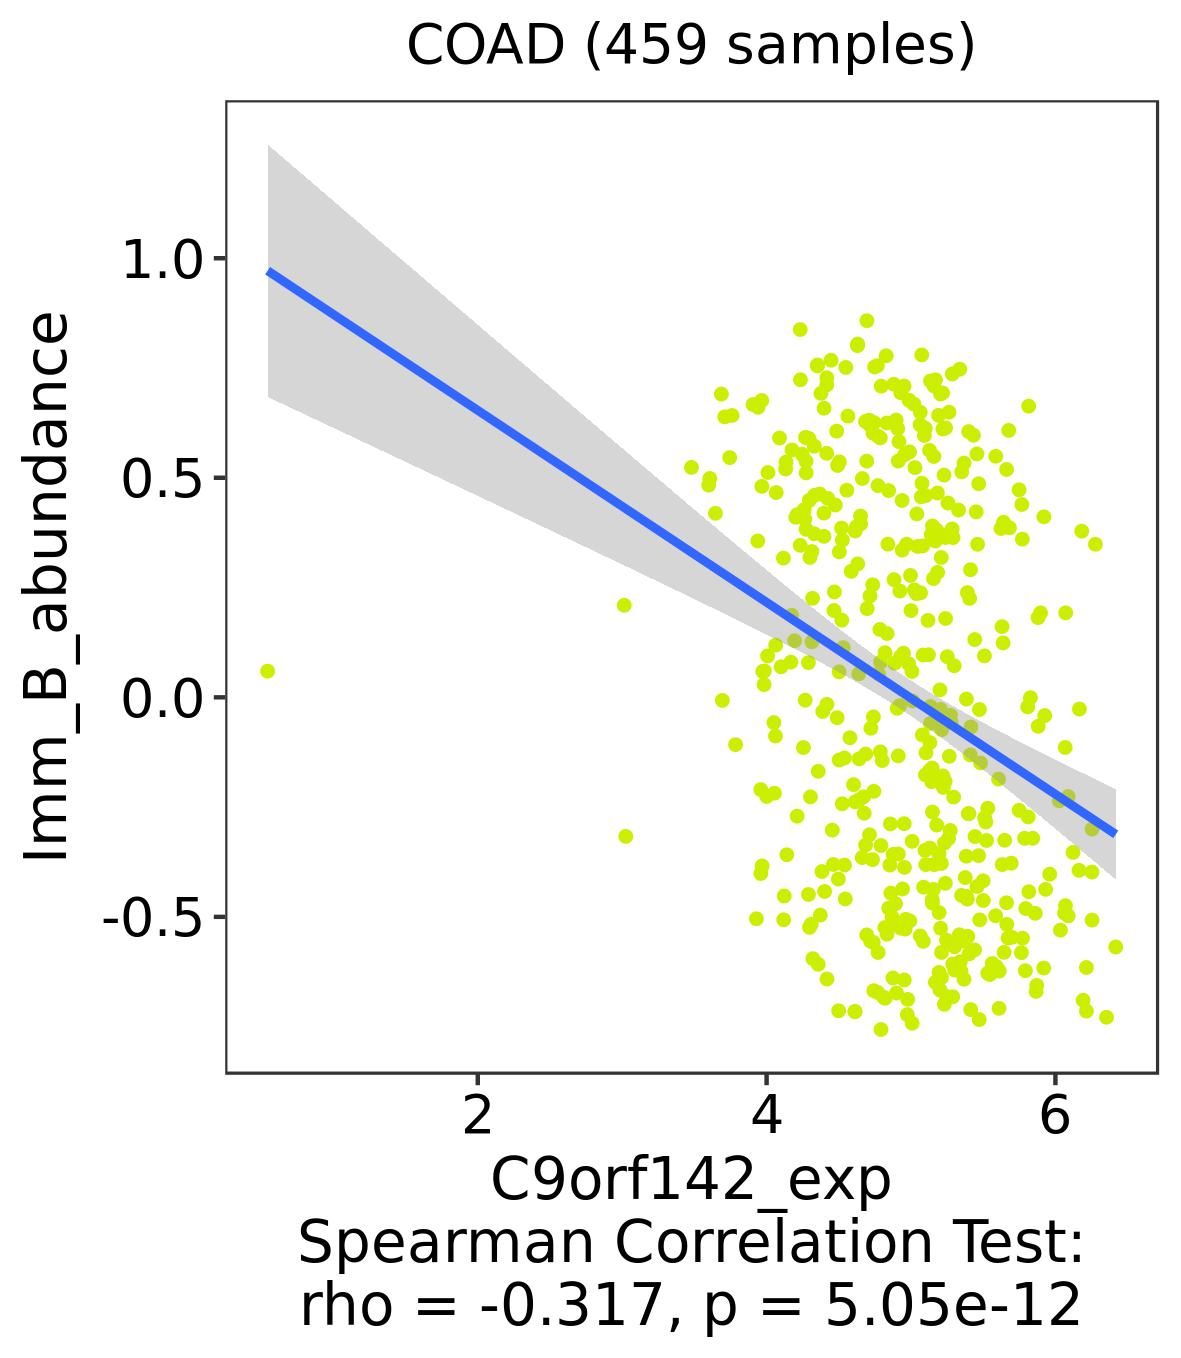 COAD (459 samples)
1.0
0.5
0.0
-0.5
Imm_B_abundance
2 4 6
C9orf142_exp
Spearman Correlation Test:
rho = -0.317, p = 5.05e-12